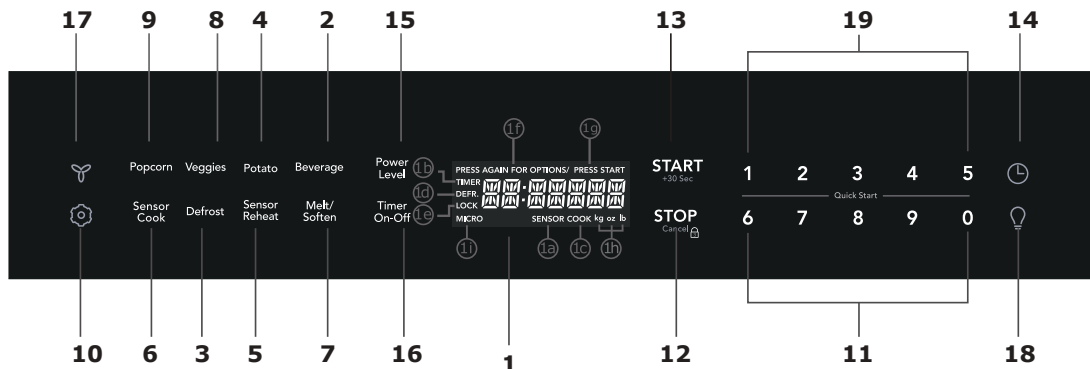 17 9 8 4 2 15 13 19 14
1f 1g
Popcorn Veggies Potato Beverage Power Level
1b PRESS AGAIN FOR OPTIONS/ PRESS START
TIMER
1d DEFR.
1e LOCK
MICRO SENSOR COOK kg oz lb
1i 1a 1c 1h
START
+30 Sec
1 2 3 4 5
Quick Start
Sensor Cook Defrost Sensor Reheat Melt/ Soften Timer On-Off
STOP
Cancel
6 7 8 9 0
10 6 3 5 7 16 1 12 11 18